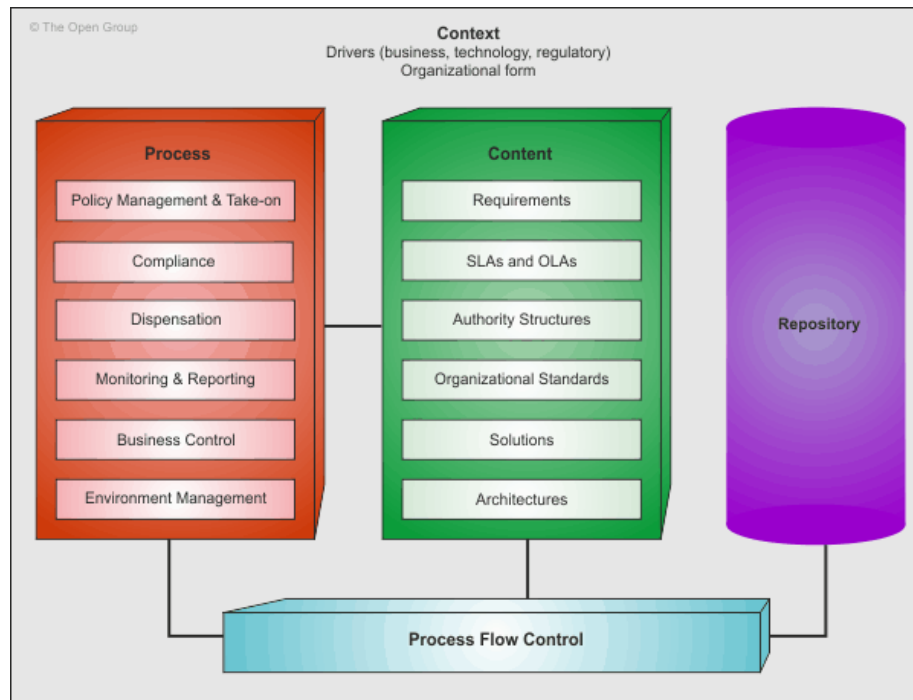 © The Open Group
Context
Drivers (business, technology, regulatory)
Organizational form
Process
Policy Management & Take-on
Compliance
Dispensation
Monitoring & Reporting
Business Control
Environment Management
Content
Requirements
SLAs and OLAs
Authority Structures
Organizational Standards
Solutions
Architectures
Repository
Process Flow Control